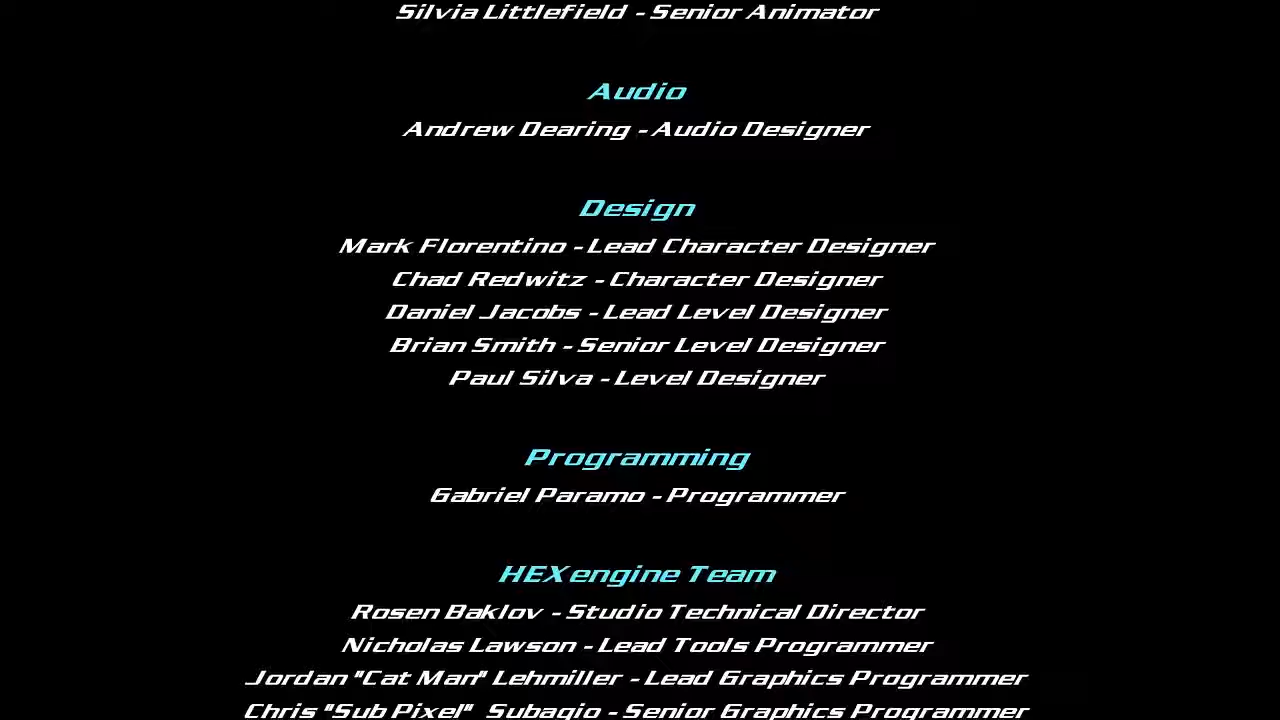 Silvia Littlefield - Senior Animator
Audio
Andrew Dearing - Audio Designer
Design
Mark Florentino - Lead Character Designer
Chad Redwitz - Character Designer
Daniel Jacobs - Lead Level Designer
Brian Smith - Senior Level Designer
Paul Silva - Level Designer
Programming
Gabriel Paramo - Programmer
HEXengine Team
Rosen Baklov - Studio Technical Director
Nicholas Lawson - Lead Tools Programmer
Jordan "Cat Man" Lehmiller - Lead Graphics Programmer
Chris "Sub Pixel" Subagio - Senior Graphics Programmer